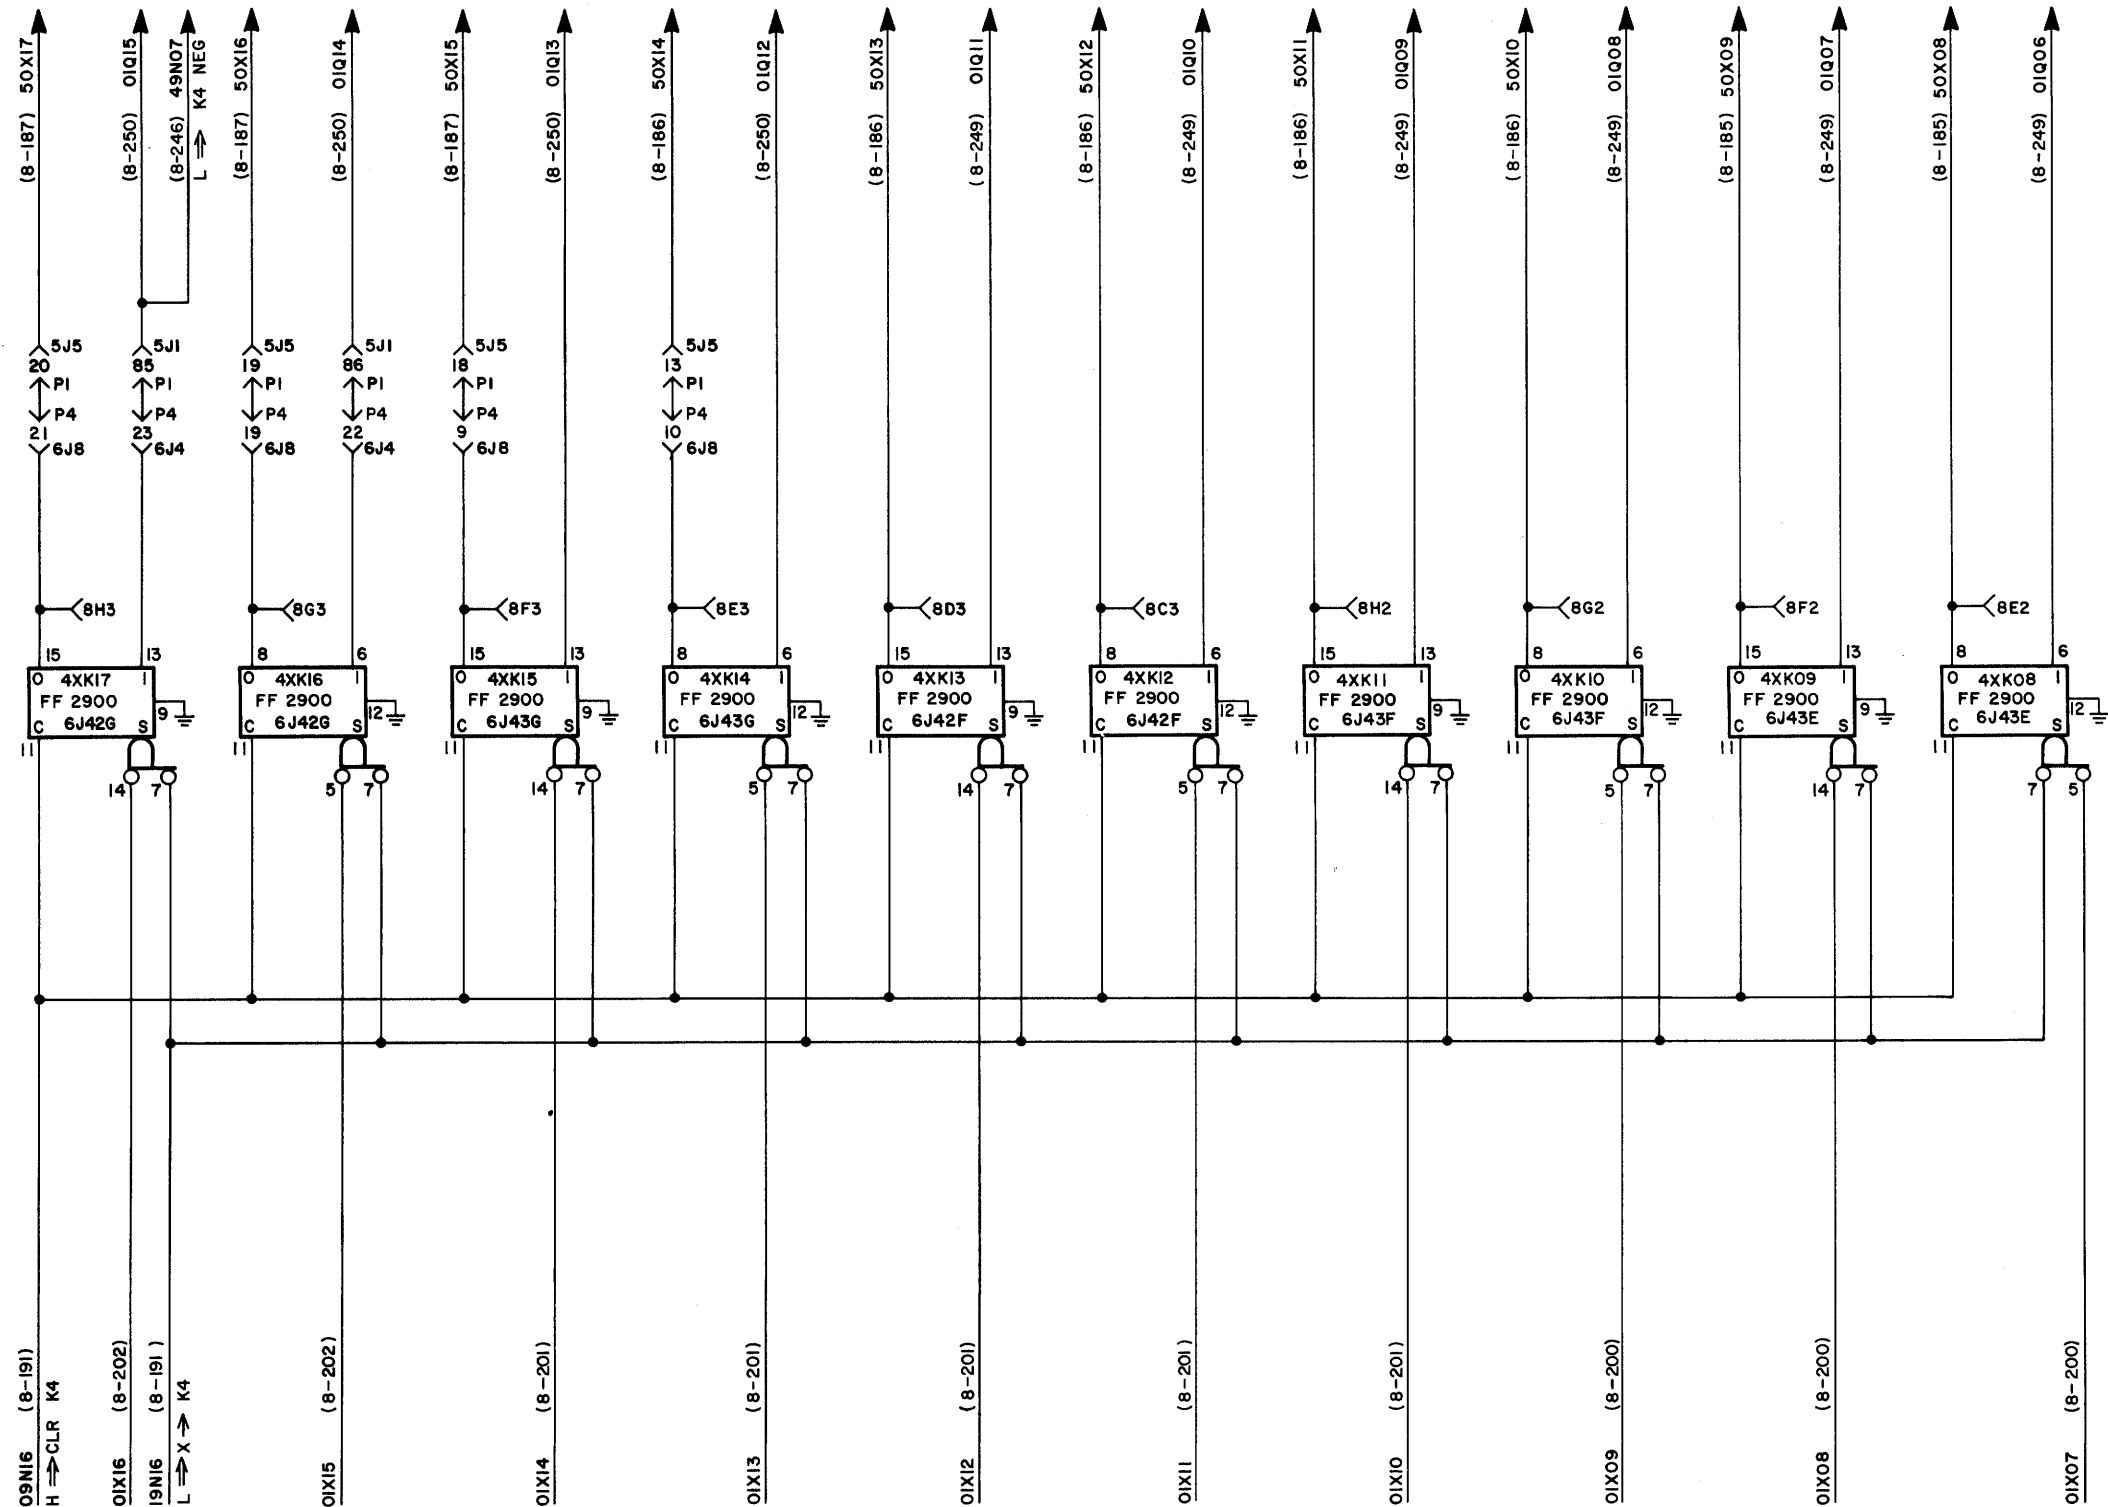 (8-187) 50X17
(8-250) 01Q15
(8-246) 49N07
L ⇒ K4 NEG
(8-187) 50X16
(8-250) 01Q14
(8-187) 50X15
(8-250) 01Q13
(8-186) 50X14
(8-250) 01Q12
(8-186) 50X13
(8-249) 01Q11
(8-186) 50X12
(8-249) 01Q10
(8-186) 50X11
(8-249) 01Q09
(8-186) 50X10
(8-249) 01Q08
(8-185) 50X09
(8-249) 01Q07
(8-185) 50X08
(8-249) 01Q06
5J5 5J1 5J5 5J1 5J5 5J5
20 85 19 86 18 13
P1 P1 P1 P1 P1 P1
P4 P4 P4 P4 P4 P4
21 23 19 22 9 10
6J8 6J4 6J8 6J4 6J8 6J8
8H3 8G3 8F3 8E3 8D3 8C3 8H2 8G2 8F2 8E2
15 13 8 6 15 13 8 6 15 13 8 6 15 13 8 6 15 13 8 6
0 4XK17 1
FF 2900
C 6J42G S
9
0 4XK16 1
FF 2900
C 6J42G S
12
0 4XK15 1
FF 2900
C 6J43G S
9
0 4XK14 1
FF 2900
C 6J43G S
12
0 4XK13 1
FF 2900
C 6J42F S
9
0 4XK12 1
FF 2900
C 6J42F S
12
0 4XK11 1
FF 2900
C 6J43F S
9
0 4XK10 1
FF 2900
C 6J43F S
12
0 4XK09 1
FF 2900
C 6J43E S
9
0 4XK08 1
FF 2900
C 6J43E S
12
11 11 11 11 11 11 11 11 11 11
14 7 5 7 14 7 5 7 14 7 5 7 14 7 5 7 14 7 7 5
09N16 (8-191)
H ⇒ CLR K4
01X16 (8-202)
19N16 (8-191)
L ⇒ X → K4
01X15 (8-202)
01X14 (8-201)
01X13 (8-201)
01X12 (8-201)
01X11 (8-201)
01X10 (8-201)
01X09 (8-200)
01X08 (8-200)
01X07 (8-200)